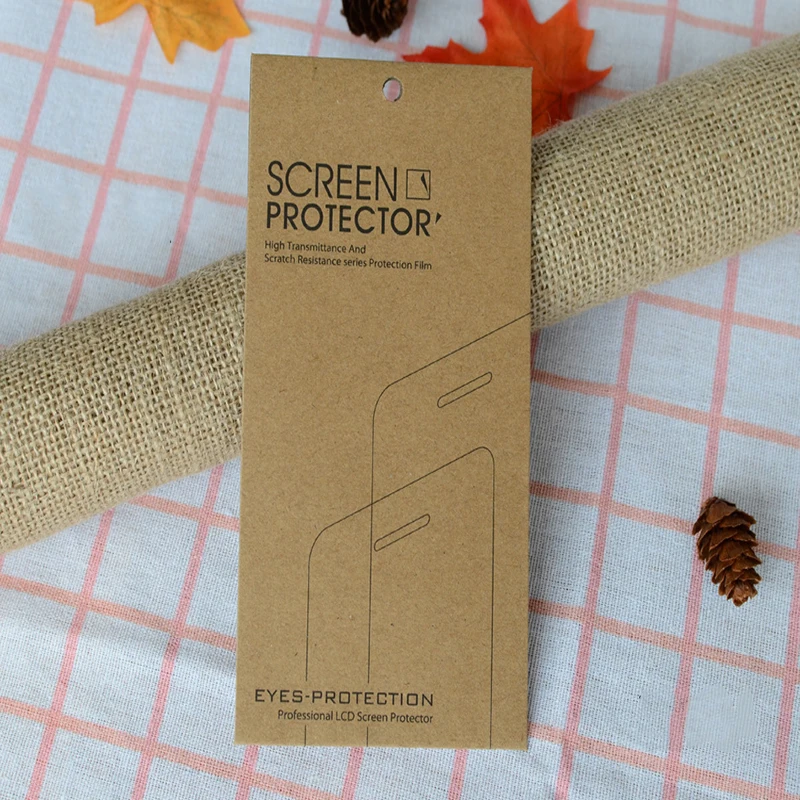 SCREEN
PROTECTOR'
High Transmittance And
Scratch Resistance series Protection Film
EYES-PROTECTION
Professional LCD Screen Protector